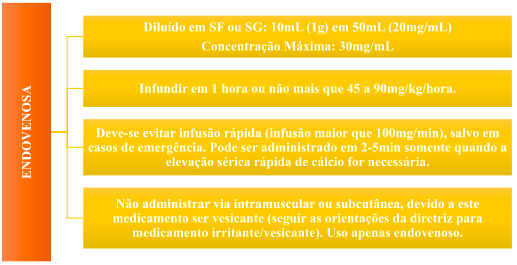 ENDOVENOSA
Diluído em SF ou SG: 10mL (1g) em 50mL (20mg/mL)
Concentração Máxima: 30mg/mL
Infundir em 1 hora ou não mais que 45 a 90mg/kg/hora.
Deve-se evitar infusão rápida (infusão maior que 100mg/min), salvo em
casos de emergência. Pode ser administrado em 2-5min somente quando a
elevação sérica rápida de cálcio for necessária.
Não administrar via intramuscular ou subcutânea, devido a este
medicamento ser vesicante (seguir as orientações da diretriz para
medicamento irritante/vesicante). Uso apenas endovenoso.